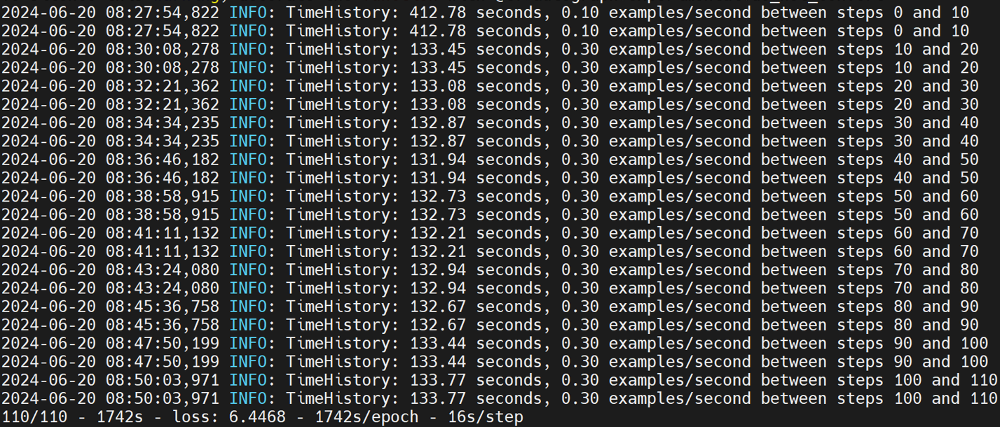 2024-06-20 08:27:54,822 INFO: TimeHistory: 412.78 seconds, 0.10 examples/second between steps 0 and 10
2024-06-20 08:27:54,822 INFO: TimeHistory: 412.78 seconds, 0.10 examples/second between steps 0 and 10
2024-06-20 08:30:08,278 INFO: TimeHistory: 133.45 seconds, 0.30 examples/second between steps 10 and 20
2024-06-20 08:30:08,278 INFO: TimeHistory: 133.45 seconds, 0.30 examples/second between steps 10 and 20
2024-06-20 08:32:21,362 INFO: TimeHistory: 133.08 seconds, 0.30 examples/second between steps 20 and 30
2024-06-20 08:32:21,362 INFO: TimeHistory: 133.08 seconds, 0.30 examples/second between steps 20 and 30
2024-06-20 08:34:34,235 INFO: TimeHistory: 132.87 seconds, 0.30 examples/second between steps 30 and 40
2024-06-20 08:34:34,235 INFO: TimeHistory: 132.87 seconds, 0.30 examples/second between steps 30 and 40
2024-06-20 08:36:46,182 INFO: TimeHistory: 131.94 seconds, 0.30 examples/second between steps 40 and 50
2024-06-20 08:36:46,182 INFO: TimeHistory: 131.94 seconds, 0.30 examples/second between steps 40 and 50
2024-06-20 08:38:58,915 INFO: TimeHistory: 132.73 seconds, 0.30 examples/second between steps 50 and 60
2024-06-20 08:38:58,915 INFO: TimeHistory: 132.73 seconds, 0.30 examples/second between steps 50 and 60
2024-06-20 08:41:11,132 INFO: TimeHistory: 132.21 seconds, 0.30 examples/second between steps 60 and 70
2024-06-20 08:41:11,132 INFO: TimeHistory: 132.21 seconds, 0.30 examples/second between steps 60 and 70
2024-06-20 08:43:24,080 INFO: TimeHistory: 132.94 seconds, 0.30 examples/second between steps 70 and 80
2024-06-20 08:43:24,080 INFO: TimeHistory: 132.94 seconds, 0.30 examples/second between steps 70 and 80
2024-06-20 08:45:36,758 INFO: TimeHistory: 132.67 seconds, 0.30 examples/second between steps 80 and 90
2024-06-20 08:45:36,758 INFO: TimeHistory: 132.67 seconds, 0.30 examples/second between steps 80 and 90
2024-06-20 08:47:50,199 INFO: TimeHistory: 133.44 seconds, 0.30 examples/second between steps 90 and 100
2024-06-20 08:47:50,199 INFO: TimeHistory: 133.44 seconds, 0.30 examples/second between steps 90 and 100
2024-06-20 08:50:03,971 INFO: TimeHistory: 133.77 seconds, 0.30 examples/second between steps 100 and 110
2024-06-20 08:50:03,971 INFO: TimeHistory: 133.77 seconds, 0.30 examples/second between steps 100 and 110
110/110 - 1742s - loss: 6.4468 - 1742s/epoch - 16s/step